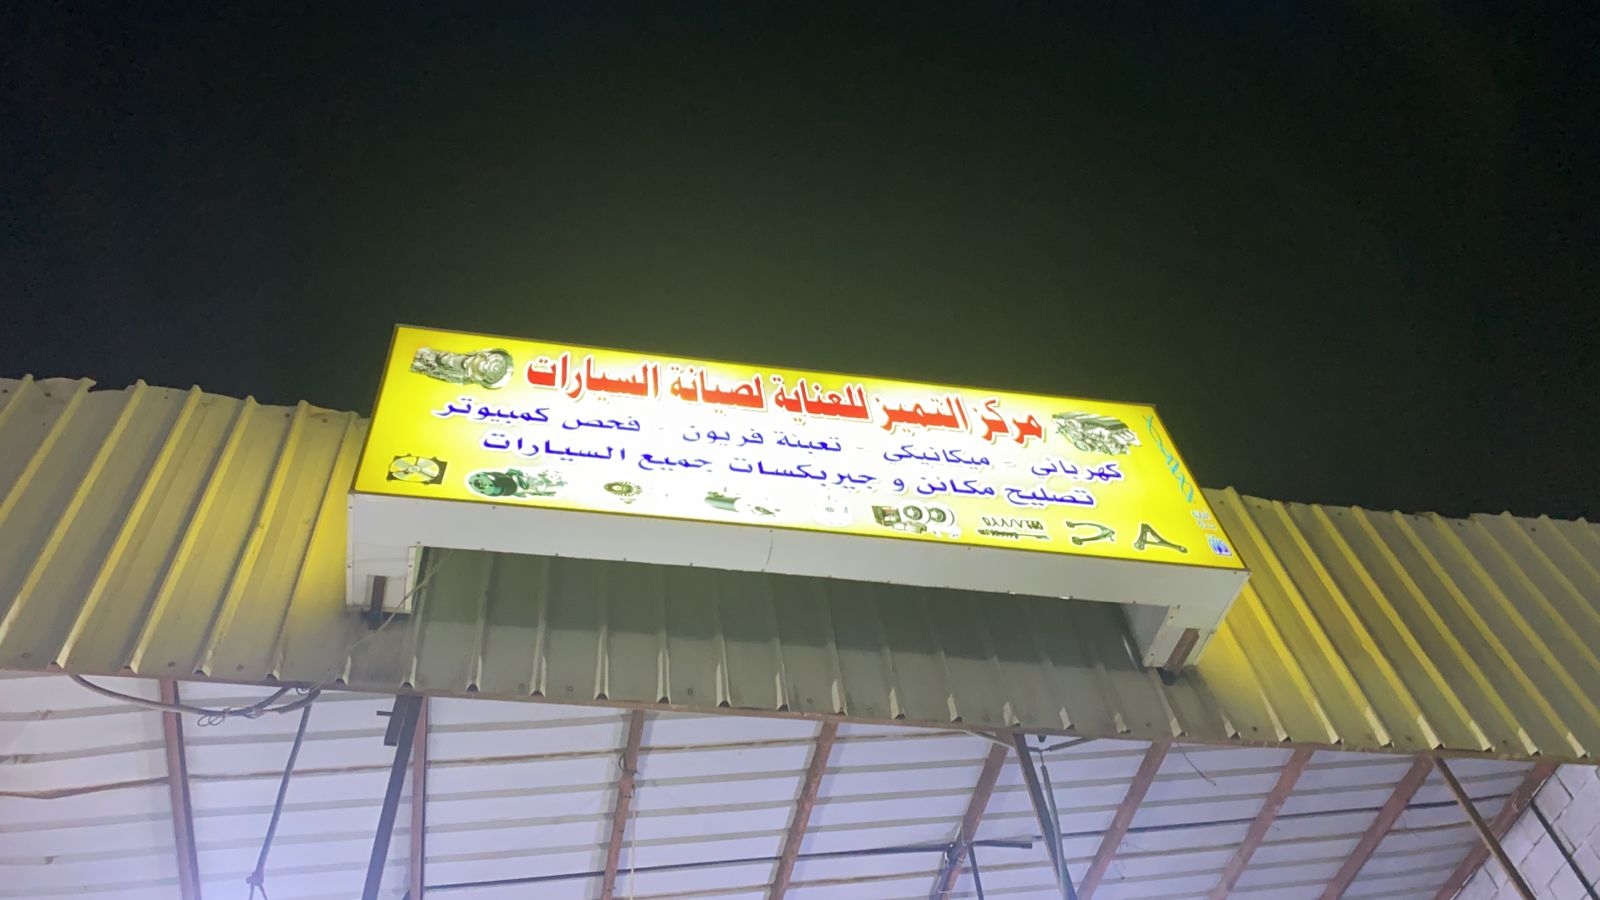 مركز التميز للعناية لصيانة السيارات
كهربائي - ميكانيكي - تعبئة فريون - فحص كمبيوتر
تصليح مكائن و جيربكسات جميع السيارات